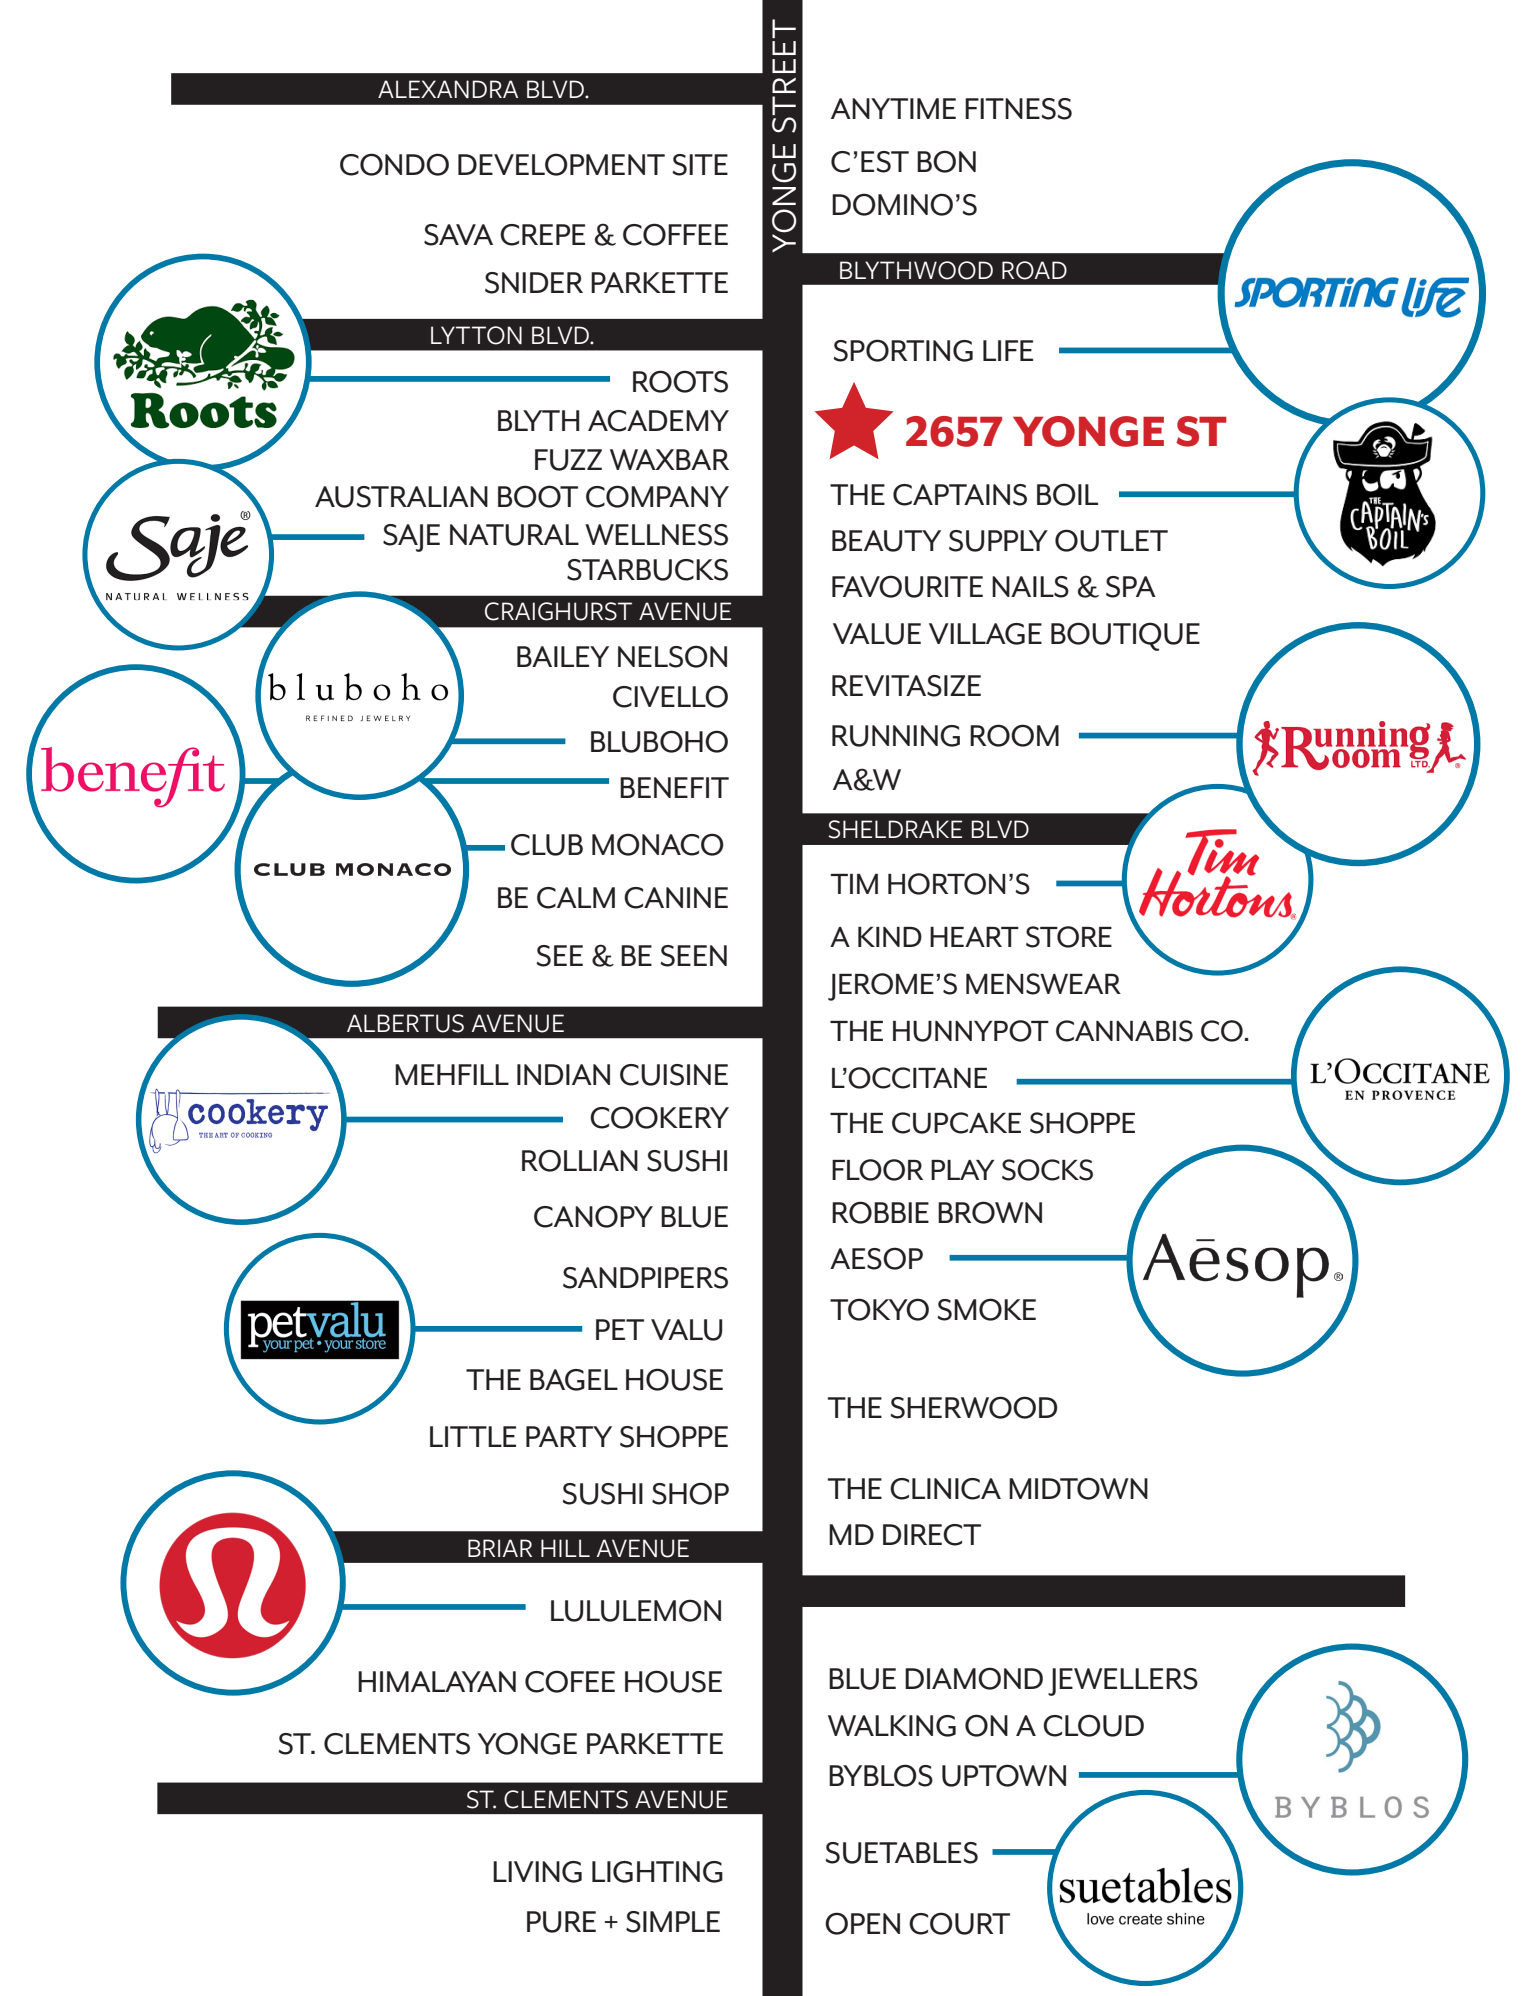 YONGE STREET
ALEXANDRA BLVD.
CONDO DEVELOPMENT SITE
SAVA CREPE & COFFEE
SNIDER PARKETTE
LYTTON BLVD.
Roots
ROOTS
BLYTH ACADEMY
FUZZ WAXBAR
AUSTRALIAN BOOT COMPANY
Saje®
NATURAL WELLNESS
SAJE NATURAL WELLNESS
STARBUCKS
CRAIGHURST AVENUE
BAILEY NELSON
CIVELLO
bluboho
REFINED JEWELRY
BLUBOHO
benefit
BENEFIT
CLUB MONACO
CLUB MONACO
BE CALM CANINE
SEE & BE SEEN
ALBERTUS AVENUE
MEHFILL INDIAN CUISINE
cookery
THE ART OF COOKING
COOKERY
ROLLIAN SUSHI
CANOPY BLUE
SANDPIPERS
petvalu
your pet • your store
PET VALU
THE BAGEL HOUSE
LITTLE PARTY SHOPPE
SUSHI SHOP
BRIAR HILL AVENUE
LULULEMON
HIMALAYAN COFEE HOUSE
ST. CLEMENTS YONGE PARKETTE
ST. CLEMENTS AVENUE
LIVING LIGHTING
PURE + SIMPLE
ANYTIME FITNESS
C'EST BON
DOMINO'S
BLYTHWOOD ROAD
SPORTING LIFE
SPORTiNG life
2657 YONGE ST
THE CAPTAINS BOIL
THE
CAPTAIN'S
BOIL
BEAUTY SUPPLY OUTLET
FAVOURITE NAILS & SPA
VALUE VILLAGE BOUTIQUE
REVITASIZE
RUNNING ROOM
Running
Room LTD.®
A&W
SHELDRAKE BLVD
TIM HORTON'S
Tim
Hortons®
A KIND HEART STORE
JEROME'S MENSWEAR
THE HUNNYPOT CANNABIS CO.
L'OCCITANE
L'OCCITANE
EN PROVENCE
THE CUPCAKE SHOPPE
FLOOR PLAY SOCKS
ROBBIE BROWN
AESOP
Aēsop®
TOKYO SMOKE
THE SHERWOOD
THE CLINICA MIDTOWN
MD DIRECT
BLUE DIAMOND JEWELLERS
WALKING ON A CLOUD
BYBLOS UPTOWN
BYBLOS
SUETABLES
suetables
love create shine
OPEN COURT